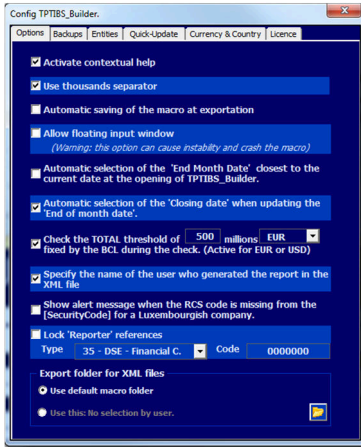 Config TPTIBS_Builder.
Options Backups Entities Quick-Update Currency & Country Licence
Activate contextual help
Use thousands separator
Automatic saving of the macro at exportation
Allow floating input window
(Warning: this option can cause instability and crash the macro)
Automatic selection of the 'End Month Date' closest to the
current date at the opening of TPTIBS_Builder.
Automatic selection of the 'Closing date' when updating the
'End of month date'.
Check the TOTAL threshold of 500 millions EUR
fixed by the BCL during the check. (Active for EUR or USD)
Specify the name of the user who generated the report in the
XML file
Show alert message when the RCS code is missing from the
[SecurityCode] for a Luxembourgish company.
Lock 'Reporter' references
Type 35 - DSE - Financial C. Code 0000000
Export folder for XML files
Use default macro folder
Use this: No selection by user.